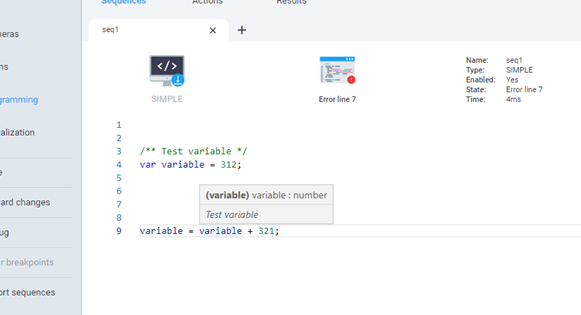 Sequences Actions Results
seq1 × +
eras
ns
gramming
alization
e
ard changes
ug
r breakpoints
ort sequences
</>
SIMPLE
Error line 7
Name: seq1
Type: SIMPLE
Enabled: Yes
State: Error line 7
Time: 4ms
1
2
3 /** Test variable */
4 var variable = 312;
5
6
7
8
(variable) variable : number
Test variable
9 variable = variable + 321;